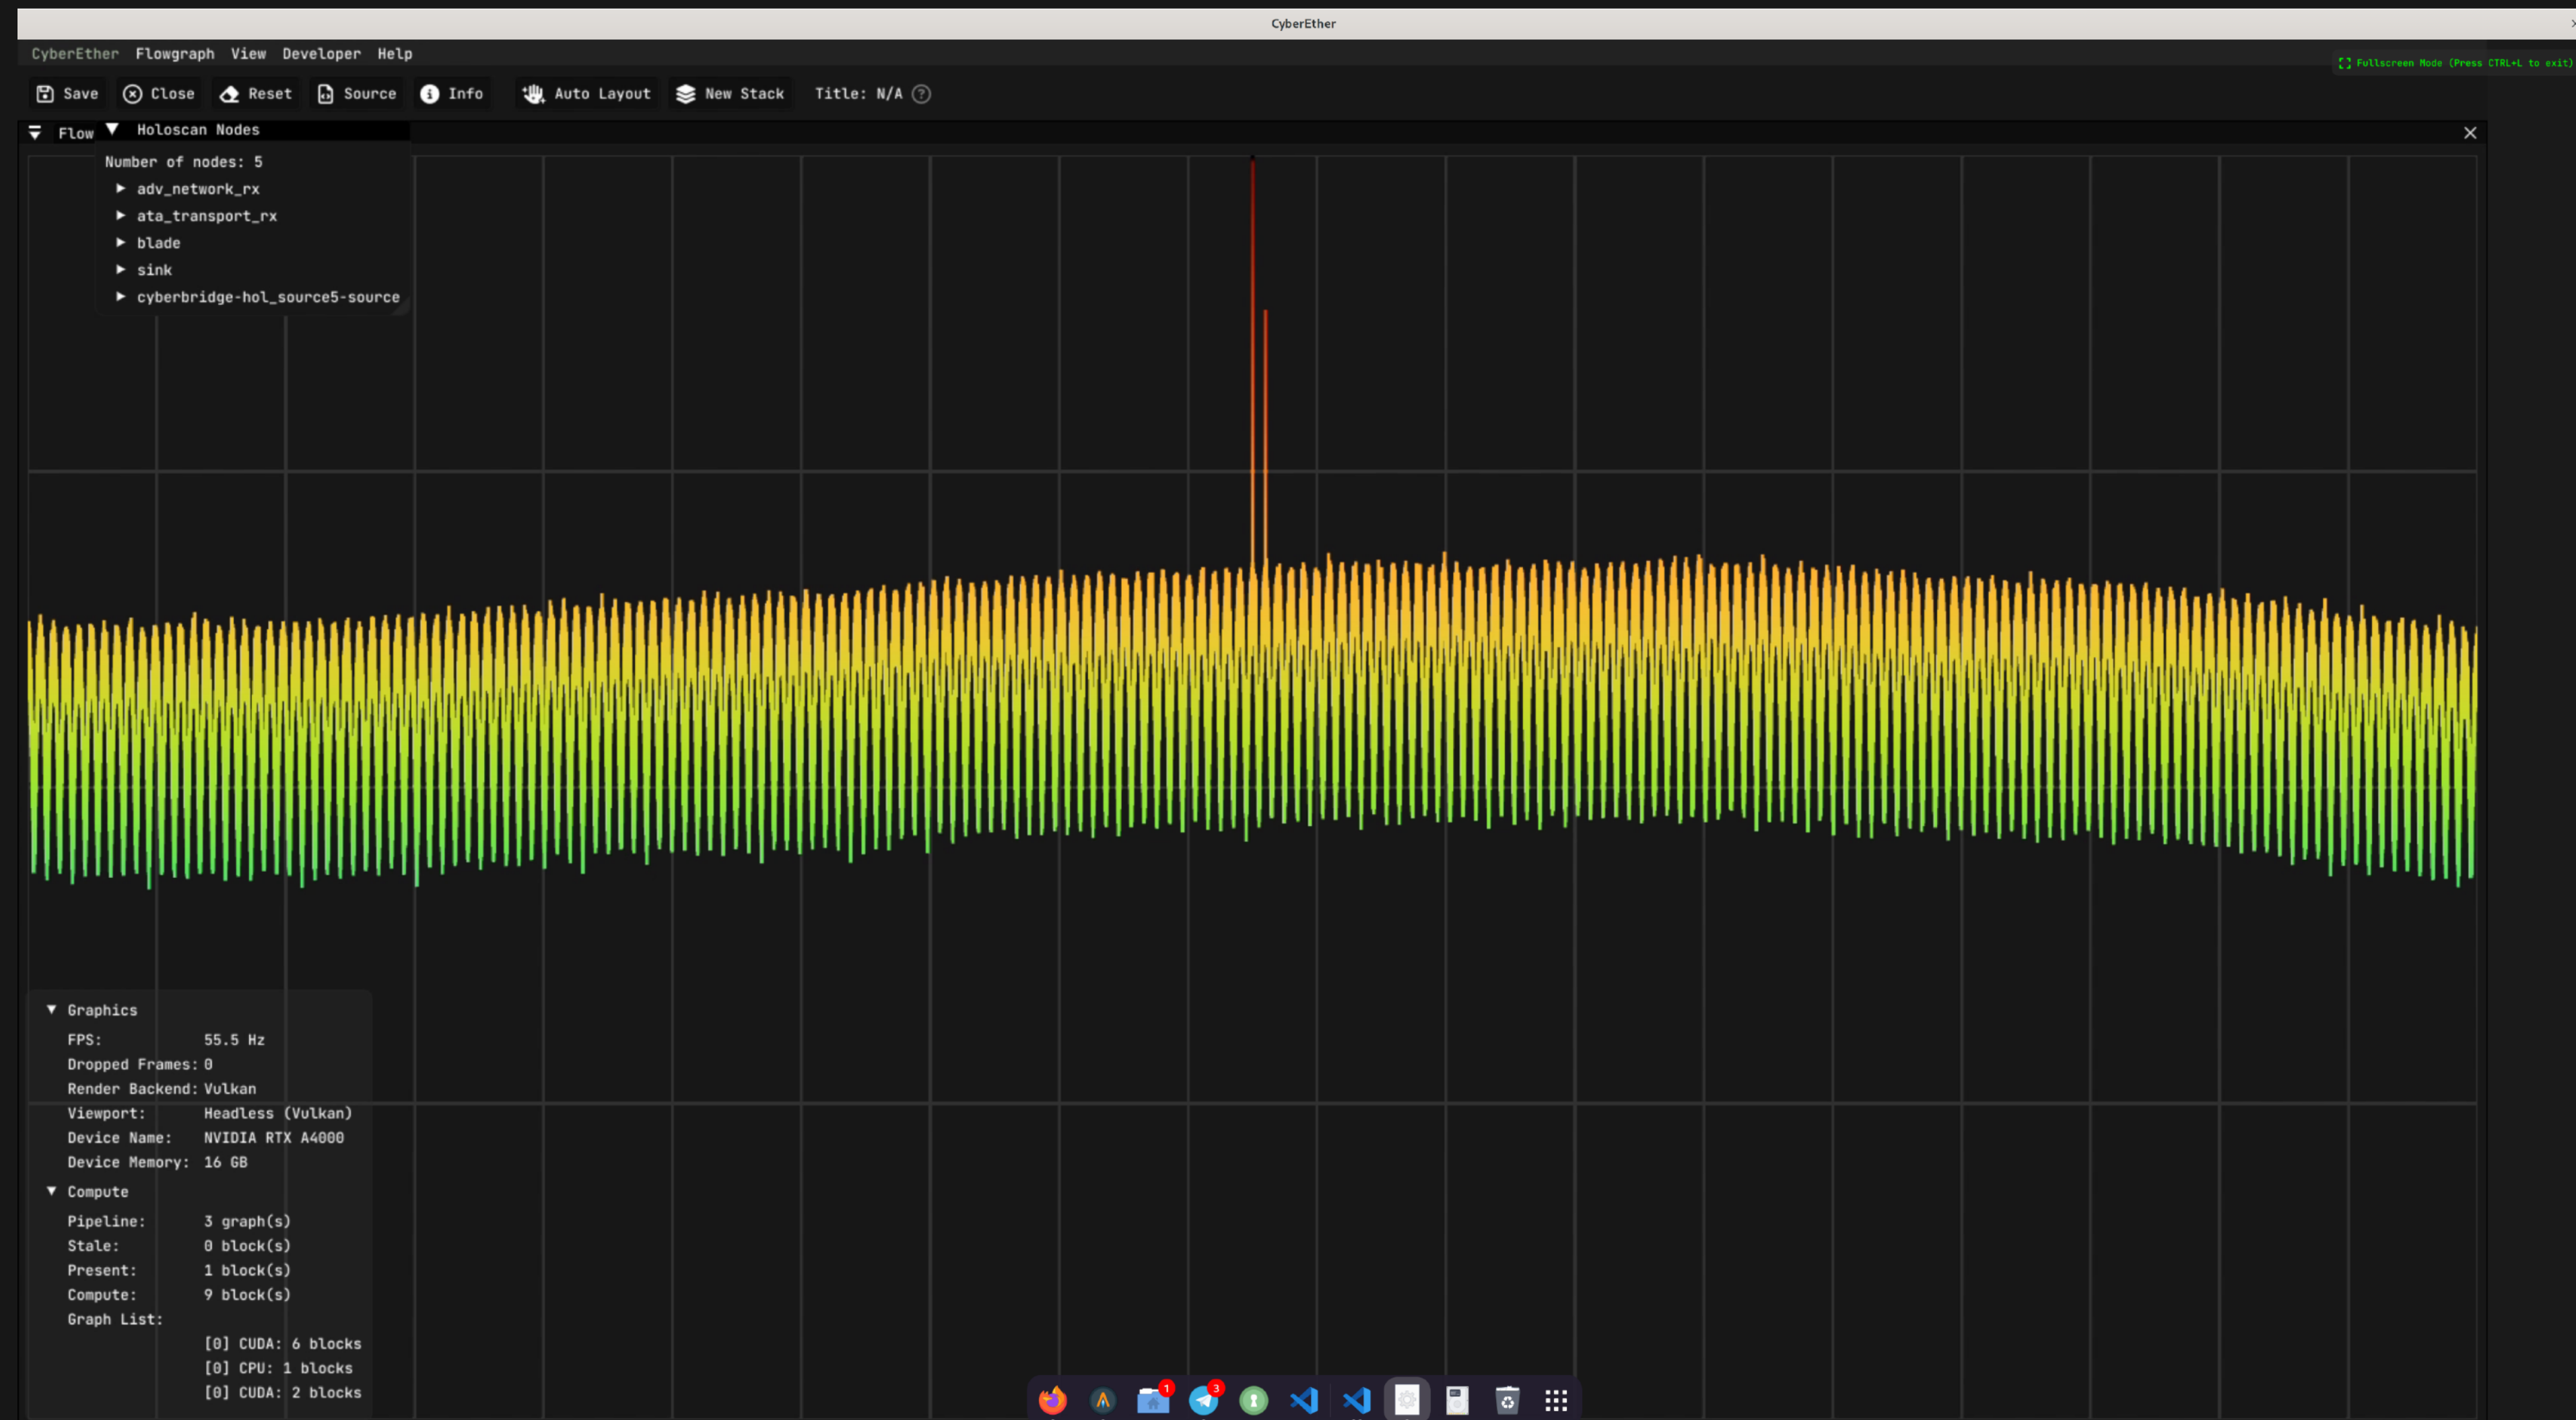 CyberEther
CyberEther Flowgraph View Developer Help
Fullscreen Mode (Press CTRL+L to exit)
Save Close Reset Source Info Auto Layout New Stack Title: N/A ?
Flow
Holoscan Nodes
Number of nodes: 5
adv_network_rx
ata_transport_rx
blade
sink
cyberbridge-hol_source5-source
Graphics
FPS: 55.5 Hz
Dropped Frames: 0
Render Backend: Vulkan
Viewport: Headless (Vulkan)
Device Name: NVIDIA RTX A4000
Device Memory: 16 GB
Compute
Pipeline: 3 graph(s)
Stale: 0 block(s)
Present: 1 block(s)
Compute: 9 block(s)
Graph List:
[0] CUDA: 6 blocks
[0] CPU: 1 blocks
[0] CUDA: 2 blocks
1
3